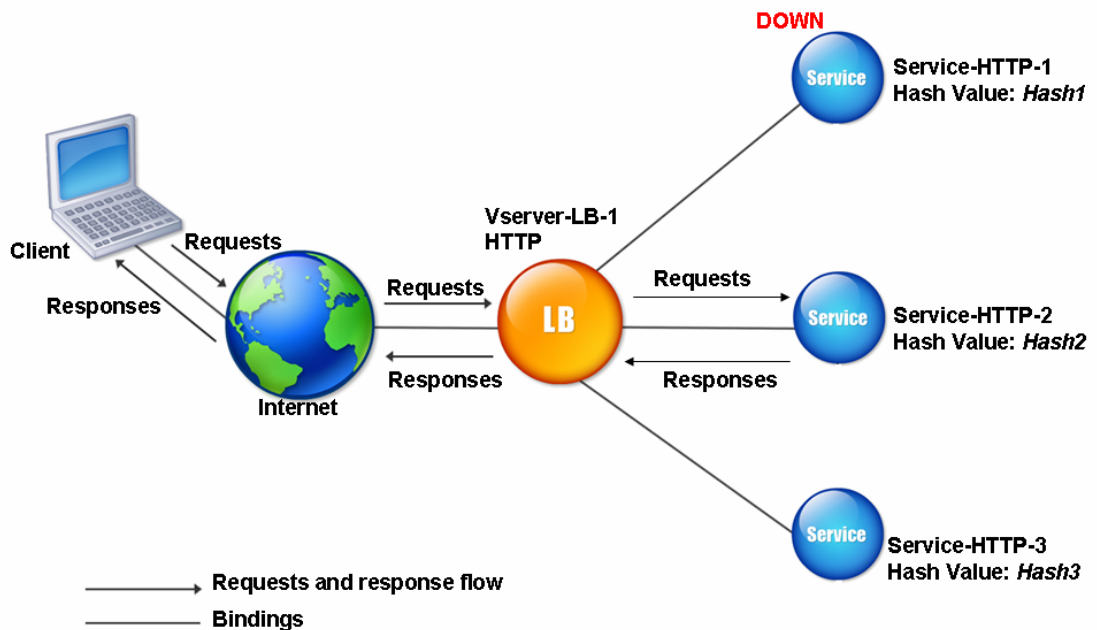 DOWN
Service
Service-HTTP-1
Hash Value: Hash1
Vserver-LB-1
HTTP
Client
Requests
Responses
Internet
Requests
Responses
LB
Requests
Responses
Service
Service-HTTP-2
Hash Value: Hash2
Service
Service-HTTP-3
Hash Value: Hash3
Requests and response flow
Bindings